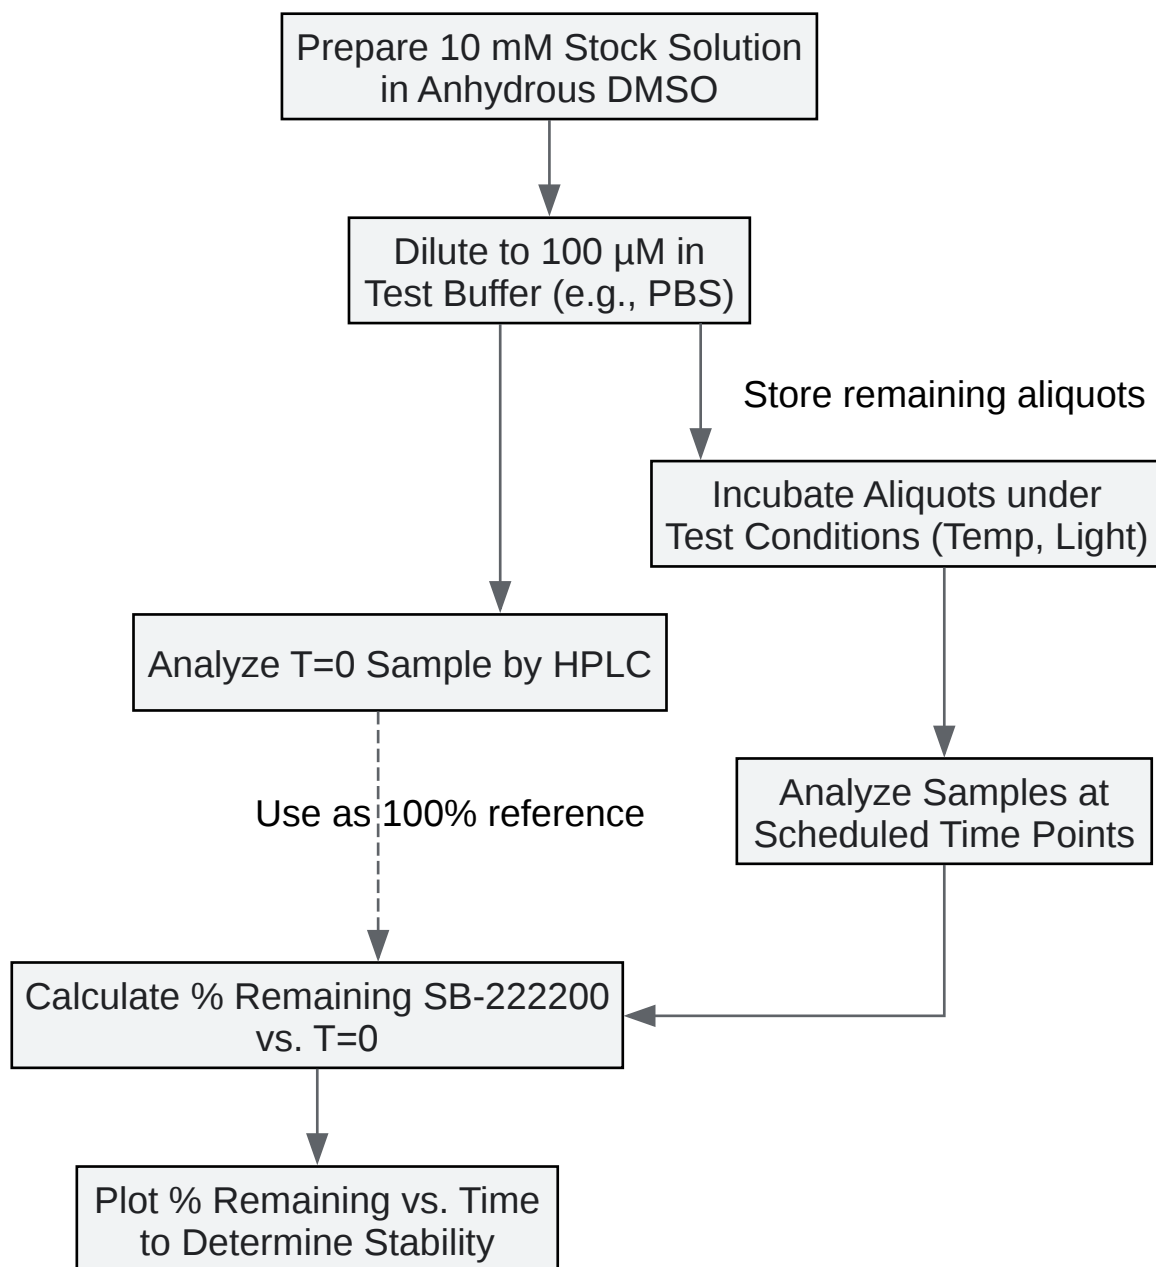 Prepare 10 mM Stock Solution
in Anhydrous DMSO
Dilute to 100 µM in
Test Buffer (e.g., PBS)
Store remaining aliquots
Incubate Aliquots under
Test Conditions (Temp, Light)
Analyze T=0 Sample by HPLC
Analyze Samples at
Scheduled Time Points
Use as 100% reference
Calculate % Remaining SB-222200
vs. T=0
Plot % Remaining vs. Time
to Determine Stability